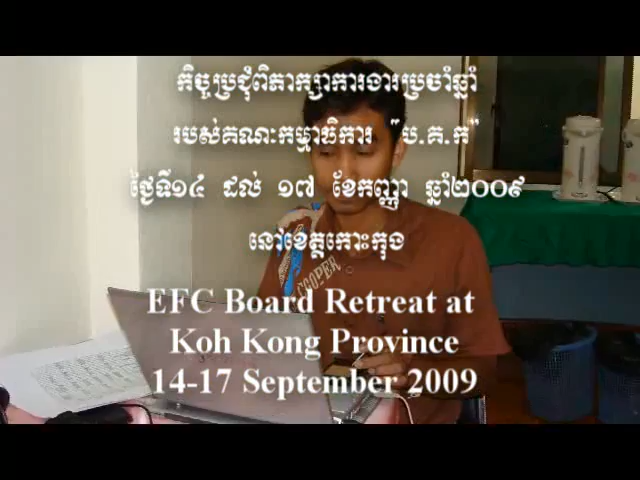 កិច្ចប្រជុំពិភាក្សាការងារប្រចាំឆ្នាំ
របស់គណៈកម្មាធិការ "ប.គ.ក"
ថ្ងៃទី១៤ ដល់ ១៧ ខែកញ្ញា ឆ្នាំ២០០៩
នៅខេត្តកោះកុង
COOPER
EFC Board Retreat at
Koh Kong Province
14-17 September 2009